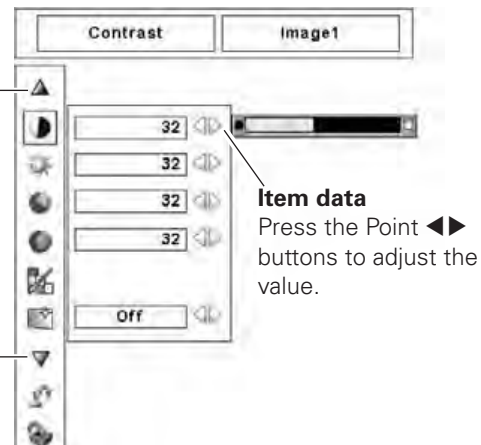 Contrast Image1
32
32
32
32
Off
Item data
Press the Point ◀▶
buttons to adjust the
value.